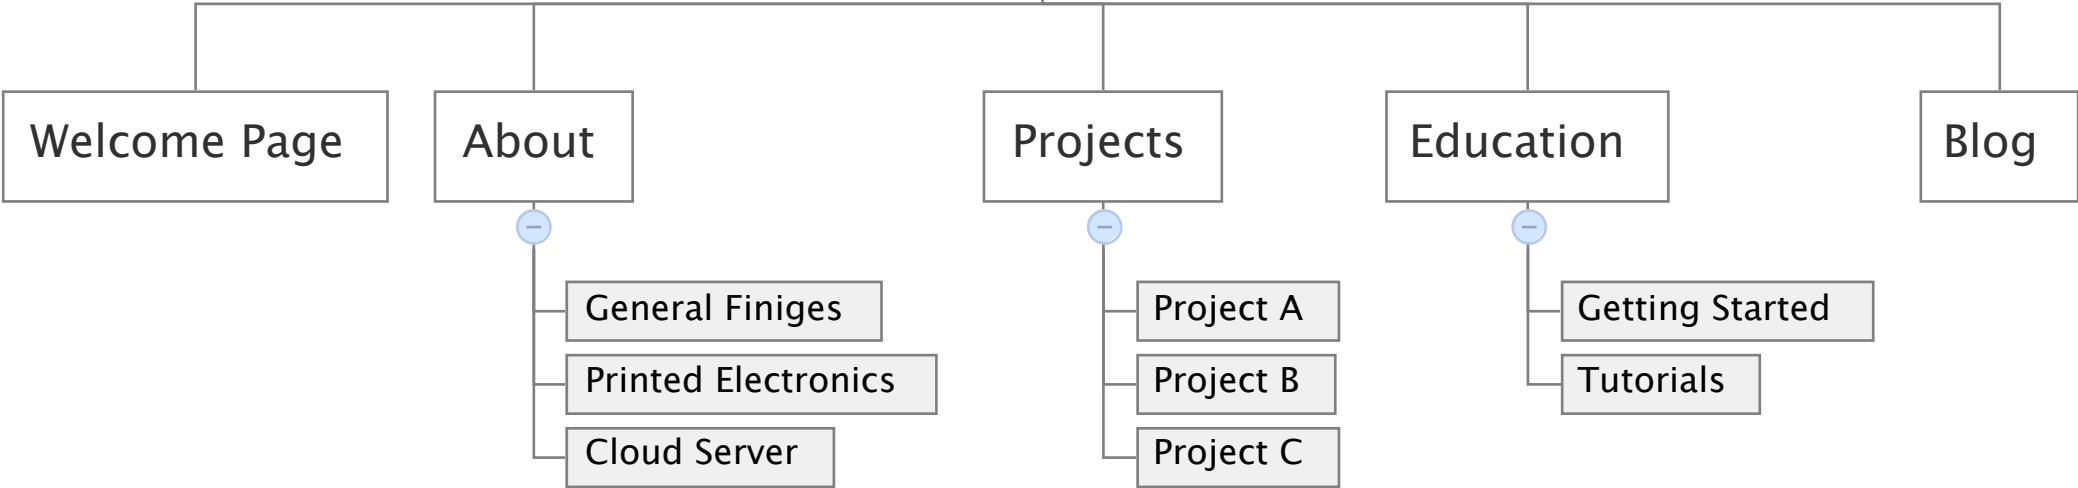 Welcome Page
About
Projects
Education
Blog
General Finiges
Printed Electronics
Cloud Server
Project A
Project B
Project C
Getting Started
Tutorials